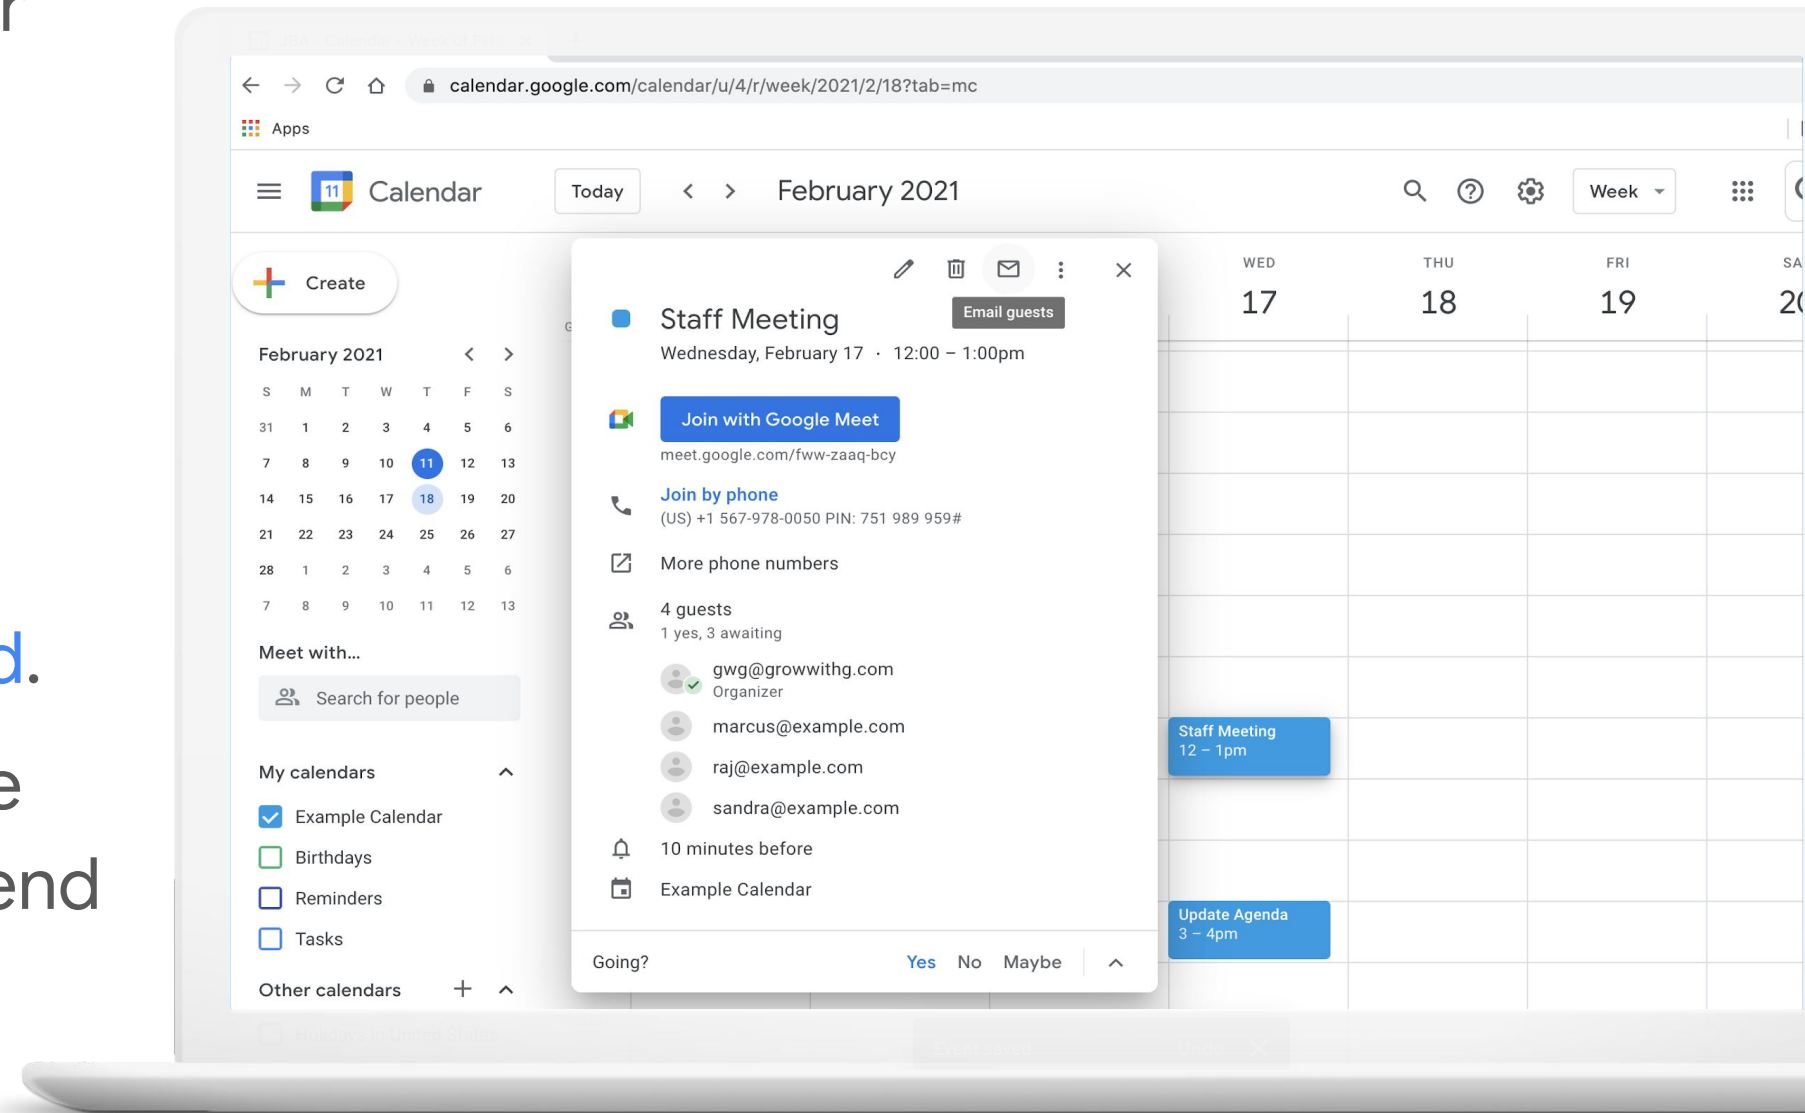 r
d.
e
end
calendar.google.com/calendar/u/4/r/week/2021/2/18?tab=mc
Apps
11 Calendar Today February 2021 Week
Create
February 2021
S M T W T F S
31 1 2 3 4 5 6
7 8 9 10 11 12 13
14 15 16 17 18 19 20
21 22 23 24 25 26 27
28 1 2 3 4 5 6
7 8 9 10 11 12 13
Meet with...
Search for people
My calendars
Example Calendar
Birthdays
Reminders
Tasks
Other calendars
Email guests
Staff Meeting
Wednesday, February 17 · 12:00 – 1:00pm
Join with Google Meet
meet.google.com/fww-zaaq-bcy
Join by phone
(US) +1 567-978-0050 PIN: 751 989 959#
More phone numbers
4 guests
1 yes, 3 awaiting
gwg@growwithg.com
Organizer
marcus@example.com
raj@example.com
sandra@example.com
10 minutes before
Example Calendar
Going? Yes No Maybe
WED THU FRI SA
17 18 19
Staff Meeting
12 – 1pm
Update Agenda
3 – 4pm
Event saved Undo